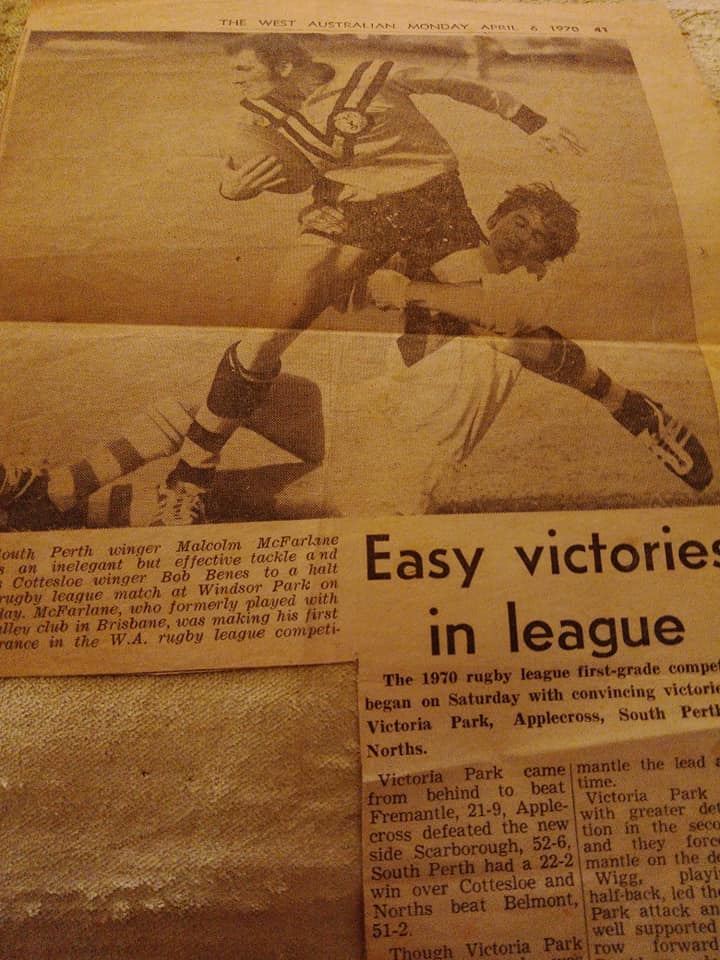 THE WEST AUSTRALIAN MONDAY APRIL 6 1970 41
outh Perth winger Malcolm McFarlane
s an inelegant but effective tackle and
s Cottesloe winger Bob Benes to a halt
rugby league match at Windsor Park on
day. McFarlane, who formerly played with
lley club in Brisbane, was making his first
rance in the W.A. rugby league competi-
Easy victories
in league
The 1970 rugby league first-grade compet
began on Saturday with convincing victorie
Victoria Park, Applecross, South Perth
Norths.
Victoria Park came
from behind to beat
Fremantle, 21-9, Apple-
cross defeated the new
side Scarborough, 52-6,
South Perth had a 22-2
win over Cottesloe and
Norths beat Belmont,
51-2.
Though Victoria Park
mantle the lead a
time.
Victoria Park
with greater det
tion in the seco
and they force
mantle on the de
Wigg, playi
half-back, led the
Park attack an
well supported
row forward